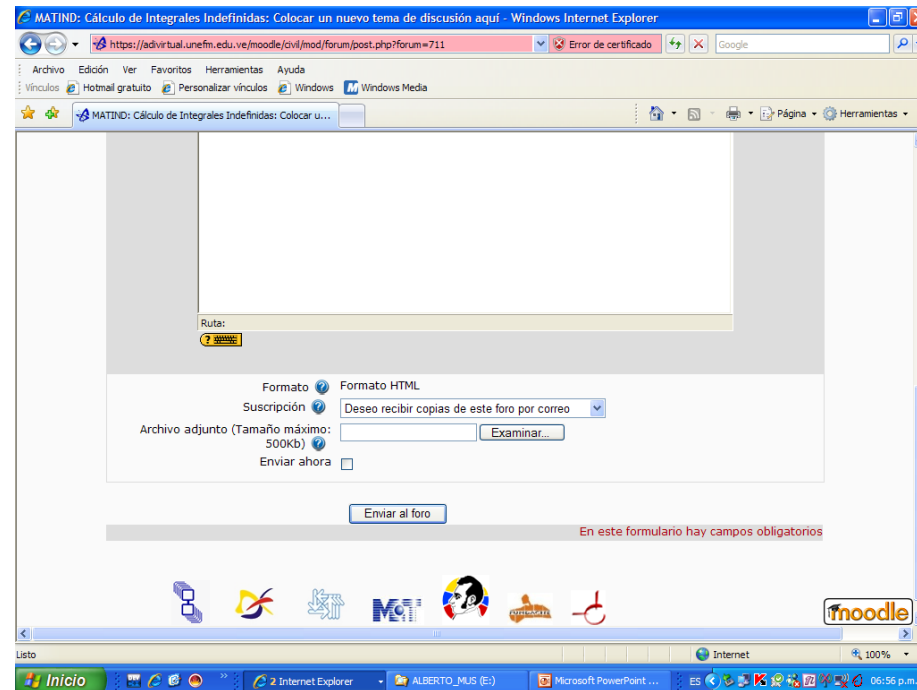 MATIND: Cálculo de Integrales Indefinidas: Colocar un nuevo tema de discusión aquí - Windows Internet Explorer
https://adivirtual.unefm.edu.ve/moodle/civil/mod/forum/post.php?forum=711
Error de certificado
Google
Archivo Edición Ver Favoritos Herramientas Ayuda
Vínculos Hotmail gratuito Personalizar vínculos Windows Windows Media
MATIND: Cálculo de Integrales Indefinidas: Colocar u...
Página Herramientas
Ruta:
?
Formato Formato HTML
Suscripción Deseo recibir copias de este foro por correo
Archivo adjunto (Tamaño máximo:
500Kb) Examinar...
Enviar ahora
Enviar al foro
En este formulario hay campos obligatorios
moodle
Listo Internet 100%
Inicio 2 Internet Explorer ALBERTO_MUS (E:) Microsoft PowerPoint ... ES 06:56 p.m.